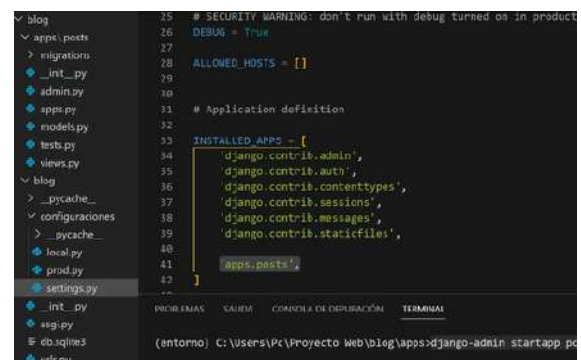 blog
apps\posts
migrations
__init__.py
admin.py
apps.py
models.py
tests.py
views.py
blog
__pycache__
configuraciones
__pycache__
local.py
prod.py
settings.py
__init__.py
asgi.py
db.sqlite3
urls.py
25 # SECURITY WARNING: don't run with debug turned on in product
26 DEBUG = True
27
28 ALLOWED_HOSTS = []
29
30
31 # Application definition
32
33 INSTALLED_APPS = [
34 'django.contrib.admin',
35 'django.contrib.auth',
36 'django.contrib.contenttypes',
37 'django.contrib.sessions',
38 'django.contrib.messages',
39 'django.contrib.staticfiles',
40
41 'apps.posts',
42 ]
PROBLEMAS SALIDA CONSOLA DE DEPURACIÓN TERMINAL
(entorno) C:\Users\Pc\Proyecto Web\blog\apps>django-admin startapp po